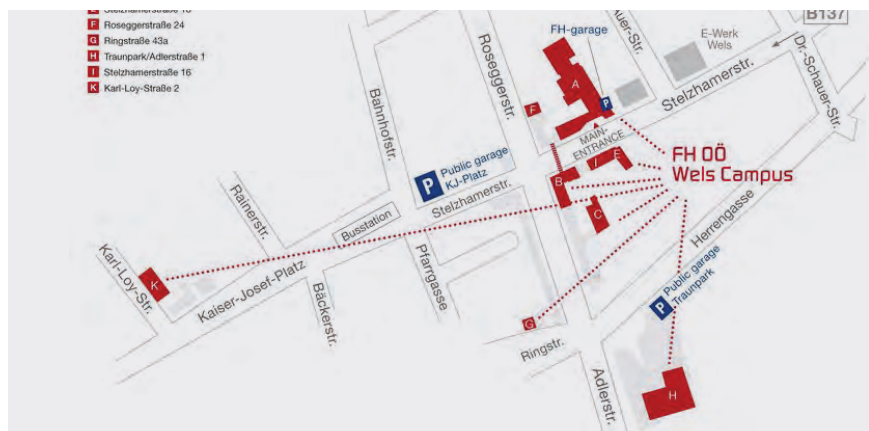 E Stelzhamerstraße 18
F Roseggerstraße 24
G Ringstraße 43a
H Traunpark/Adlerstraße 1
I Stelzhamerstraße 16
K Karl-Loy-Straße 2
B137
FH-garage
E-Werk
Wels
Dr.-Schauer-Str.
Roseggerstr.
Bahnhofstr.
A
P
F
Stelzhamerstr.
MAIN-
ENTRANCE
I
E
B
C
FH OÖ
Wels Campus
P
Public garage
KJ-Platz
Stelzhamerstr.
Rainerstr.
Busstation
Herrengasse
Karl-Loy-Str.
K
Kaiser-Josef-Platz
Pfarrgasse
Bäckerstr.
P
Public garage
Traunpark
G
Ringstr.
Adlerstr.
H